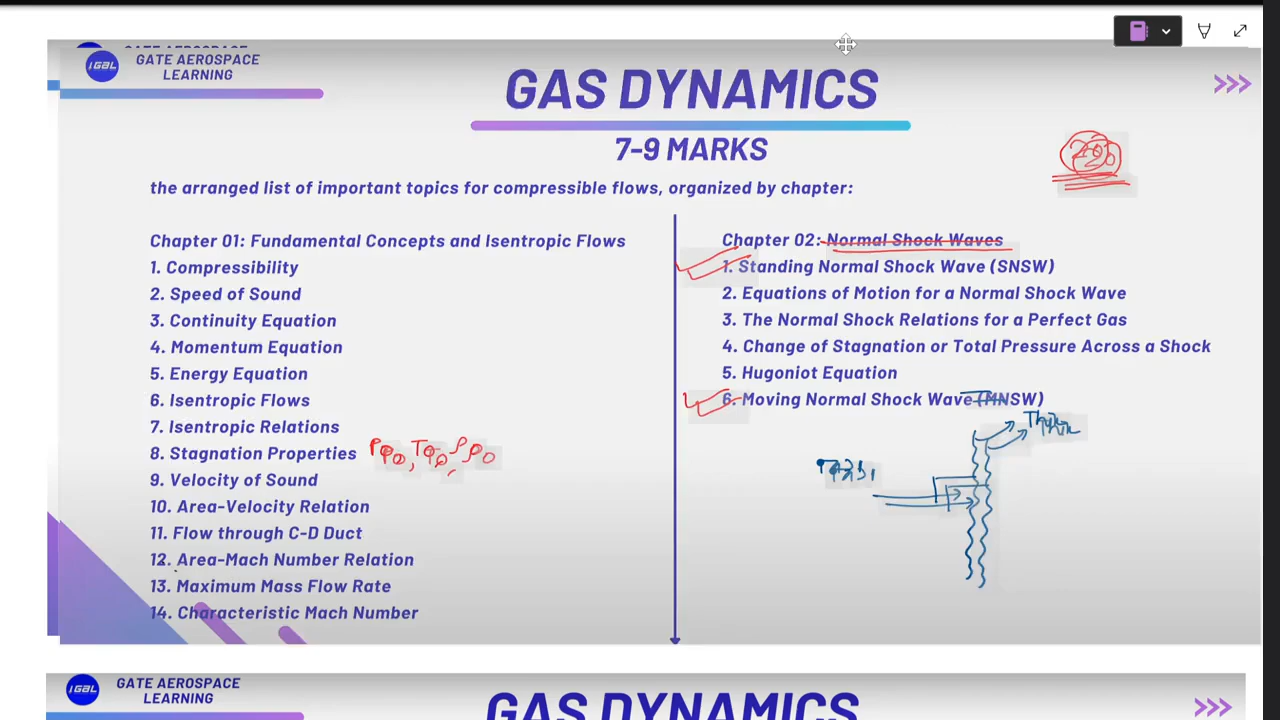 GATE AEROSPACE
GATE AEROSPACE
LEARNING
IGAL
GAS DYNAMICS
7-9 MARKS
the arranged list of important topics for compressible flows, organized by chapter:
Chapter 01: Fundamental Concepts and Isentropic Flows
1. Compressibility
2. Speed of Sound
3. Continuity Equation
4. Momentum Equation
5. Energy Equation
6. Isentropic Flows
7. Isentropic Relations
8. Stagnation Properties
9. Velocity of Sound
10. Area-Velocity Relation
11. Flow through C-D Duct
12. Area-Mach Number Relation
13. Maximum Mass Flow Rate
14. Characteristic Mach Number
Chapter 02: Normal Shock Waves
1. Standing Normal Shock Wave (SNSW)
2. Equations of Motion for a Normal Shock Wave
3. The Normal Shock Relations for a Perfect Gas
4. Change of Stagnation or Total Pressure Across a Shock
5. Hugoniot Equation
6. Moving Normal Shock Wave (MNSW)
IGAL
GATE AEROSPACE
LEARNING
GAS DYNAMICS